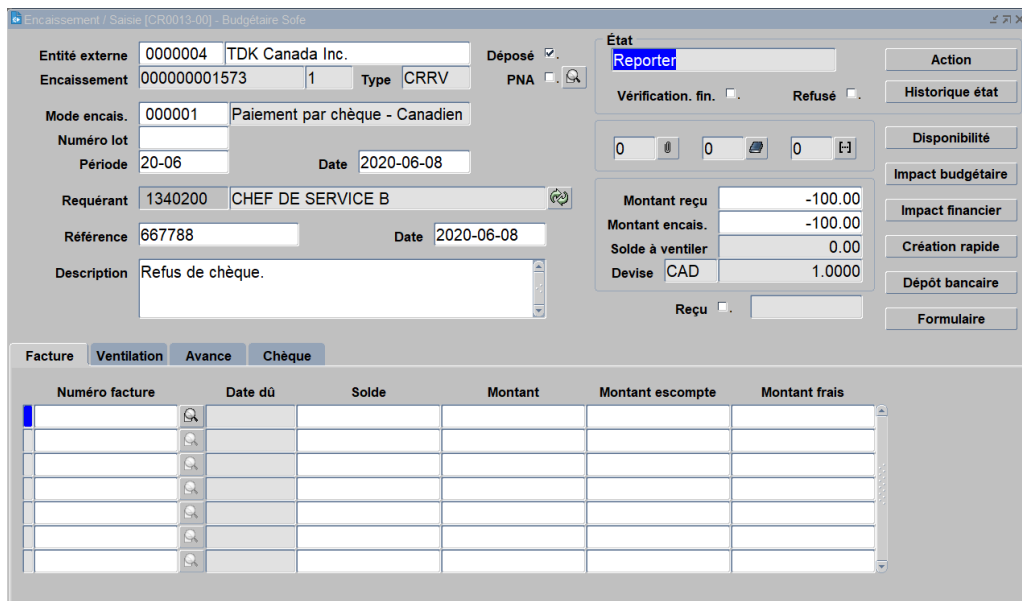 Encaissement / Saisie [CR0013-00] - Budgétaire Sofe
Entité externe 0000004 TDK Canada Inc. Déposé
Encaissement 000000001573 1 Type CRRV PNA
Mode encais. 000001 Paiement par chèque - Canadien
Numéro lot
Période 20-06 Date 2020-06-08
Requérant 1340200 CHEF DE SERVICE B
Référence 667788 Date 2020-06-08
Description Refus de chèque.
État
Reporter
Vérification. fin. . Refusé .
0 0 0
Montant reçu -100.00
Montant encais. -100.00
Solde à ventiler 0.00
Devise CAD 1.0000
Reçu .
Action
Historique état
Disponibilité
Impact budgétaire
Impact financier
Création rapide
Dépôt bancaire
Formulaire
Facture Ventilation Avance Chèque
Numéro facture Date dû Solde Montant Montant escompte Montant frais